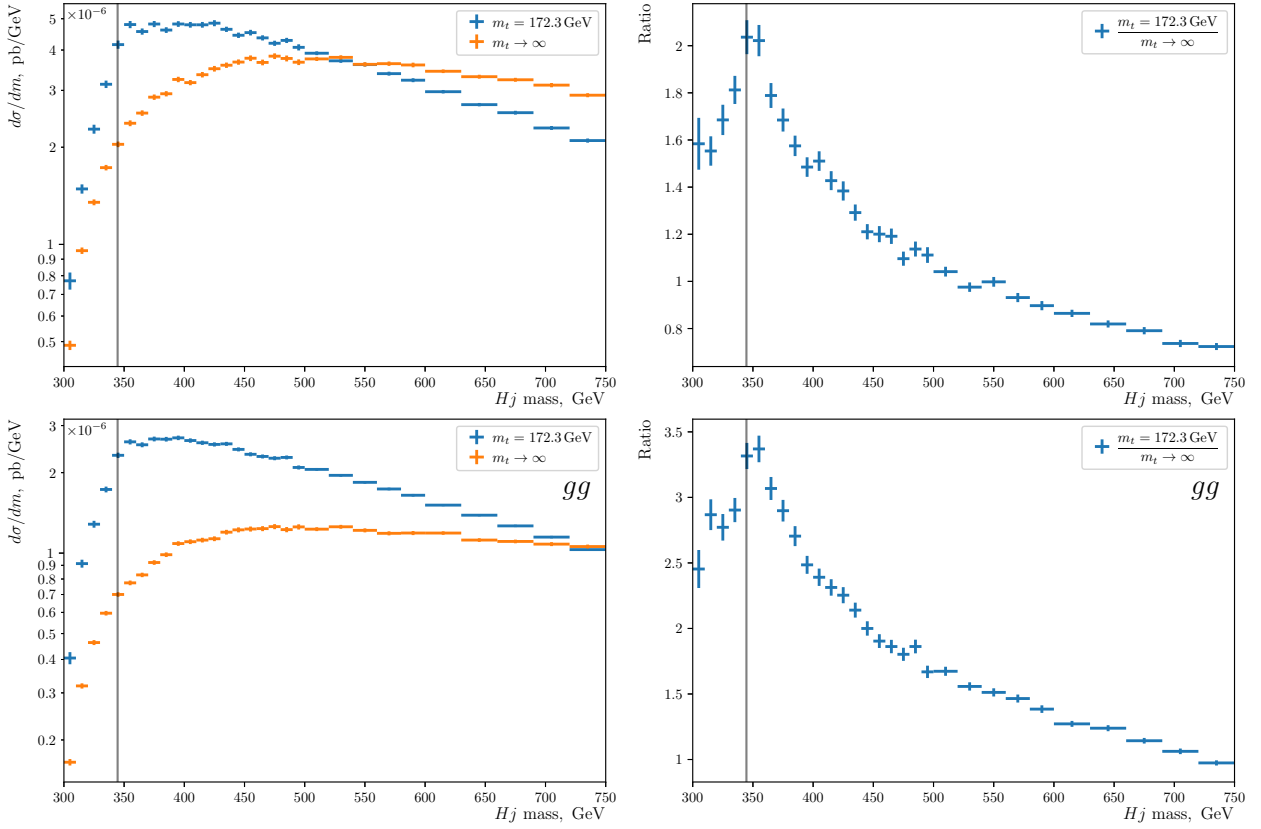 ×10⁻⁶
dσ/dm, pb/GeV
5
4
3
2
1
0.9
0.8
0.7
0.6
0.5
m_t = 172.3 GeV
m_t → ∞
300 350 400 450 500 550 600 650 700 750
Hj mass, GeV
Ratio
2
1.8
1.6
1.4
1.2
1
0.8
m_t = 172.3 GeV
m_t → ∞
300 350 400 450 500 550 600 650 700 750
Hj mass, GeV
×10⁻⁶
dσ/dm, pb/GeV
3
2
1
0.9
0.8
0.7
0.6
0.5
0.4
0.3
0.2
m_t = 172.3 GeV
m_t → ∞
gg
300 350 400 450 500 550 600 650 700 750
Hj mass, GeV
Ratio
3.5
3
2.5
2
1.5
1
m_t = 172.3 GeV
m_t → ∞
gg
300 350 400 450 500 550 600 650 700 750
Hj mass, GeV